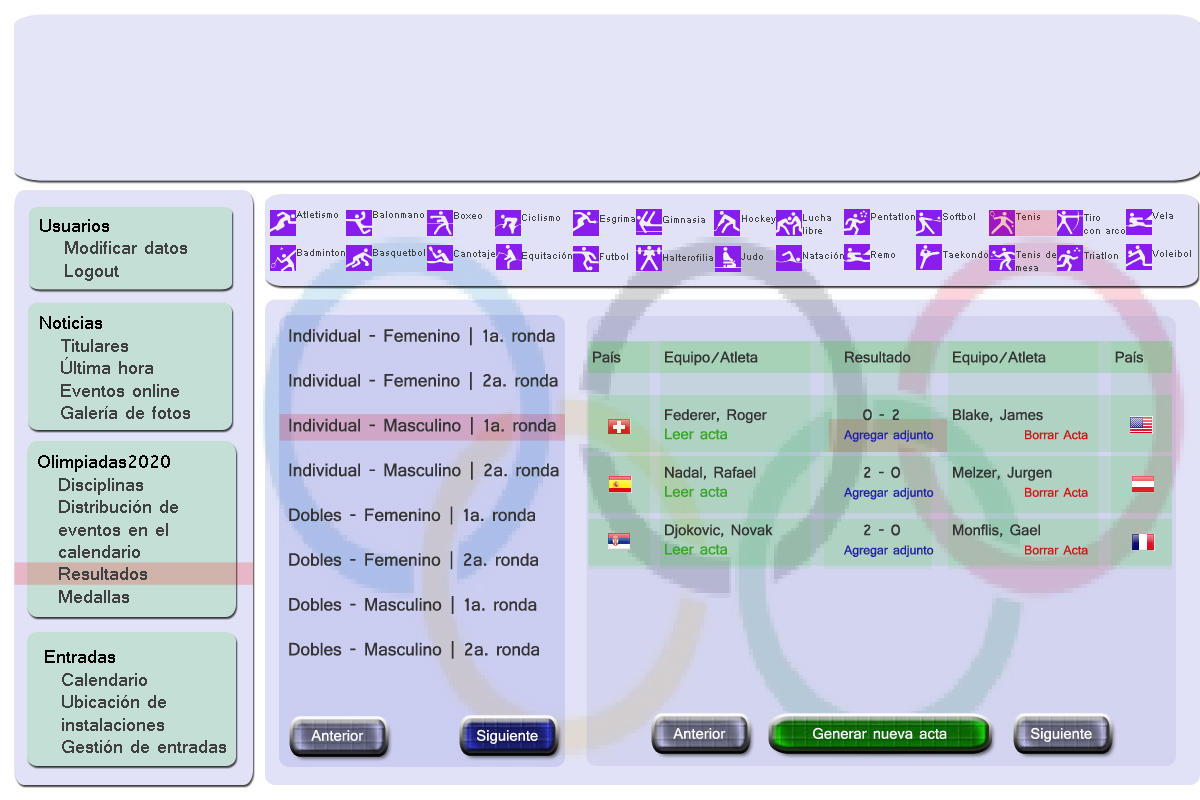 Usuarios
Modificar datos
Logout
Noticias
Titulares
Última hora
Eventos online
Galería de fotos
Olimpiadas2020
Disciplinas
Distribución de
eventos en el
calendario
Resultados
Medallas
Entradas
Calendario
Ubicación de
instalaciones
Gestión de entradas
Atletismo Balonmano Boxeo Ciclismo Esgrima Gimnasia Hockey Lucha libre Pentatlon Softbol Tenis Tiro con arco Vela
Badminton Basquetbol Canotaje Equitación Futbol Halterofilia Judo Natación Remo Taekondo Tenis de mesa Triatlon Voleibol
Individual - Femenino | 1a. ronda
Individual - Femenino | 2a. ronda
Individual - Masculino | 1a. ronda
Individual - Masculino | 2a. ronda
Dobles - Femenino | 1a. ronda
Dobles - Femenino | 2a. ronda
Dobles - Masculino | 1a. ronda
Dobles - Masculino | 2a. ronda
Anterior Siguiente
País Equipo/Atleta Resultado Equipo/Atleta País
Federer, Roger 0 - 2 Blake, James
Leer acta Agregar adjunto Borrar Acta
Nadal, Rafael 2 - 0 Melzer, Jurgen
Leer acta Agregar adjunto Borrar Acta
Djokovic, Novak 2 - 0 Monflis, Gael
Leer acta Agregar adjunto Borrar Acta
Anterior Generar nueva acta Siguiente